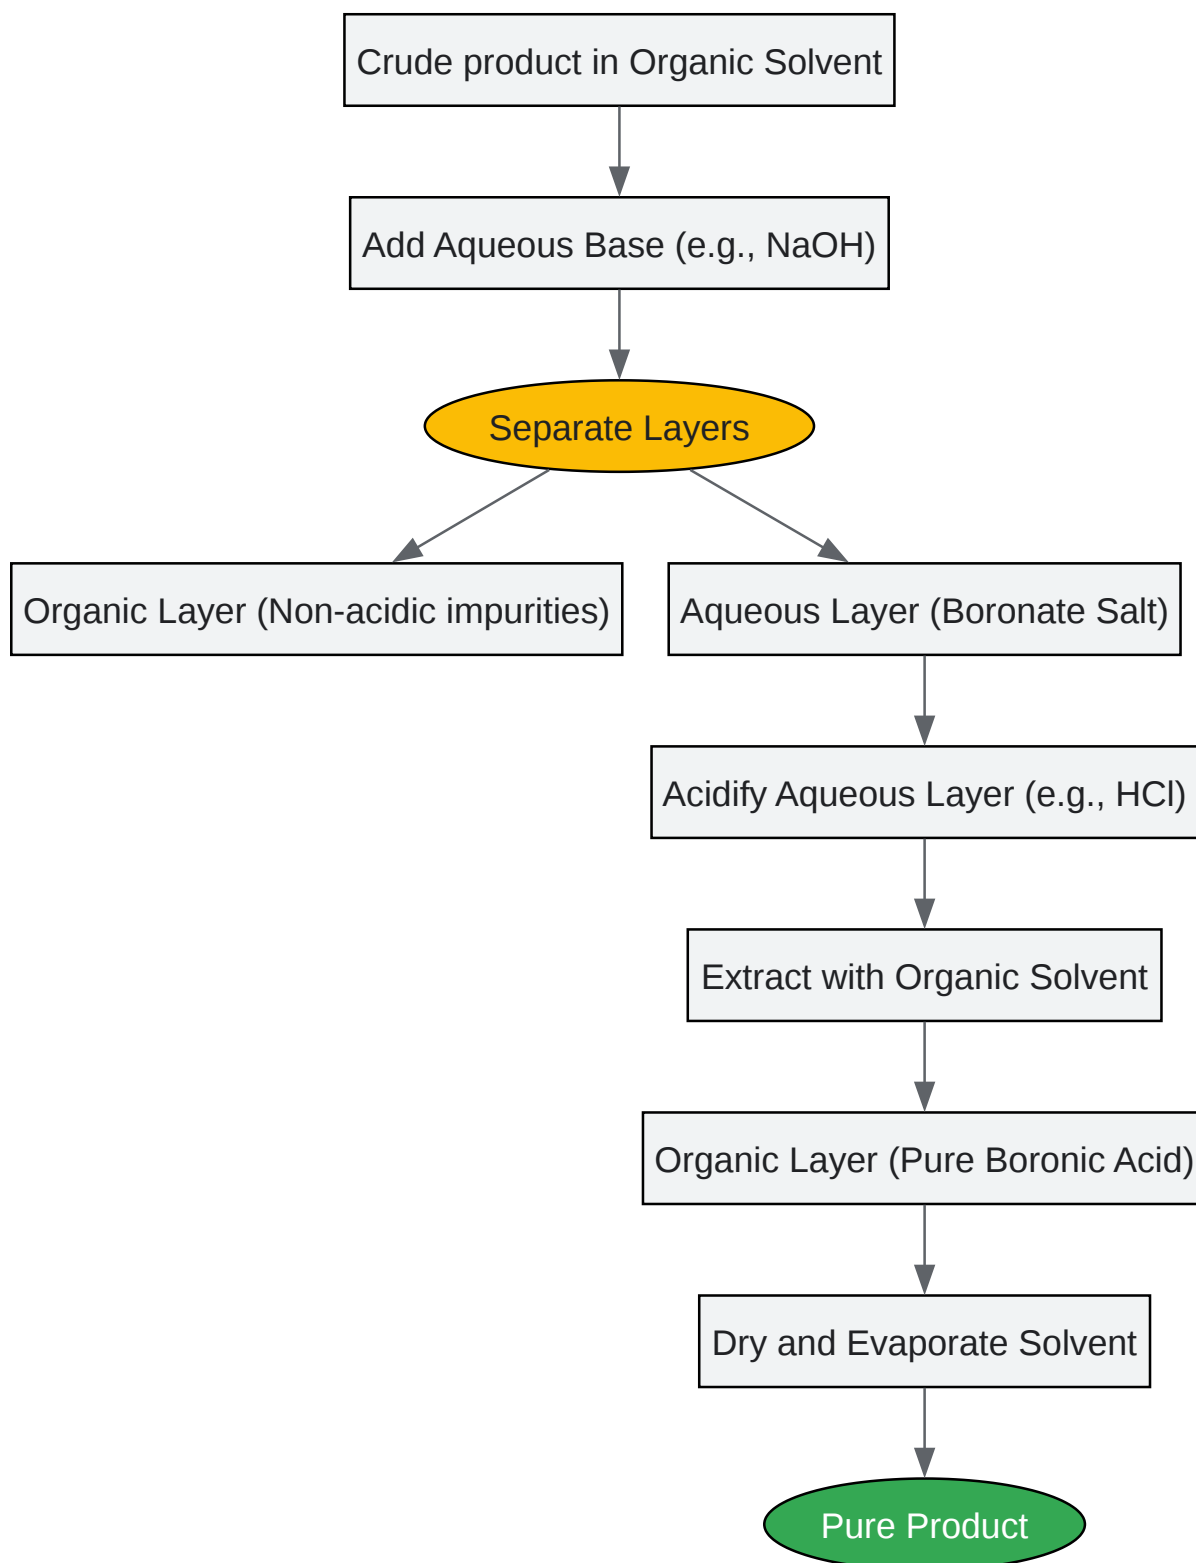 Crude product in Organic Solvent
Add Aqueous Base (e.g., NaOH)
Separate Layers
Organic Layer (Non-acidic impurities)
Aqueous Layer (Boronate Salt)
Acidify Aqueous Layer (e.g., HCl)
Extract with Organic Solvent
Organic Layer (Pure Boronic Acid)
Dry and Evaporate Solvent
Pure Product